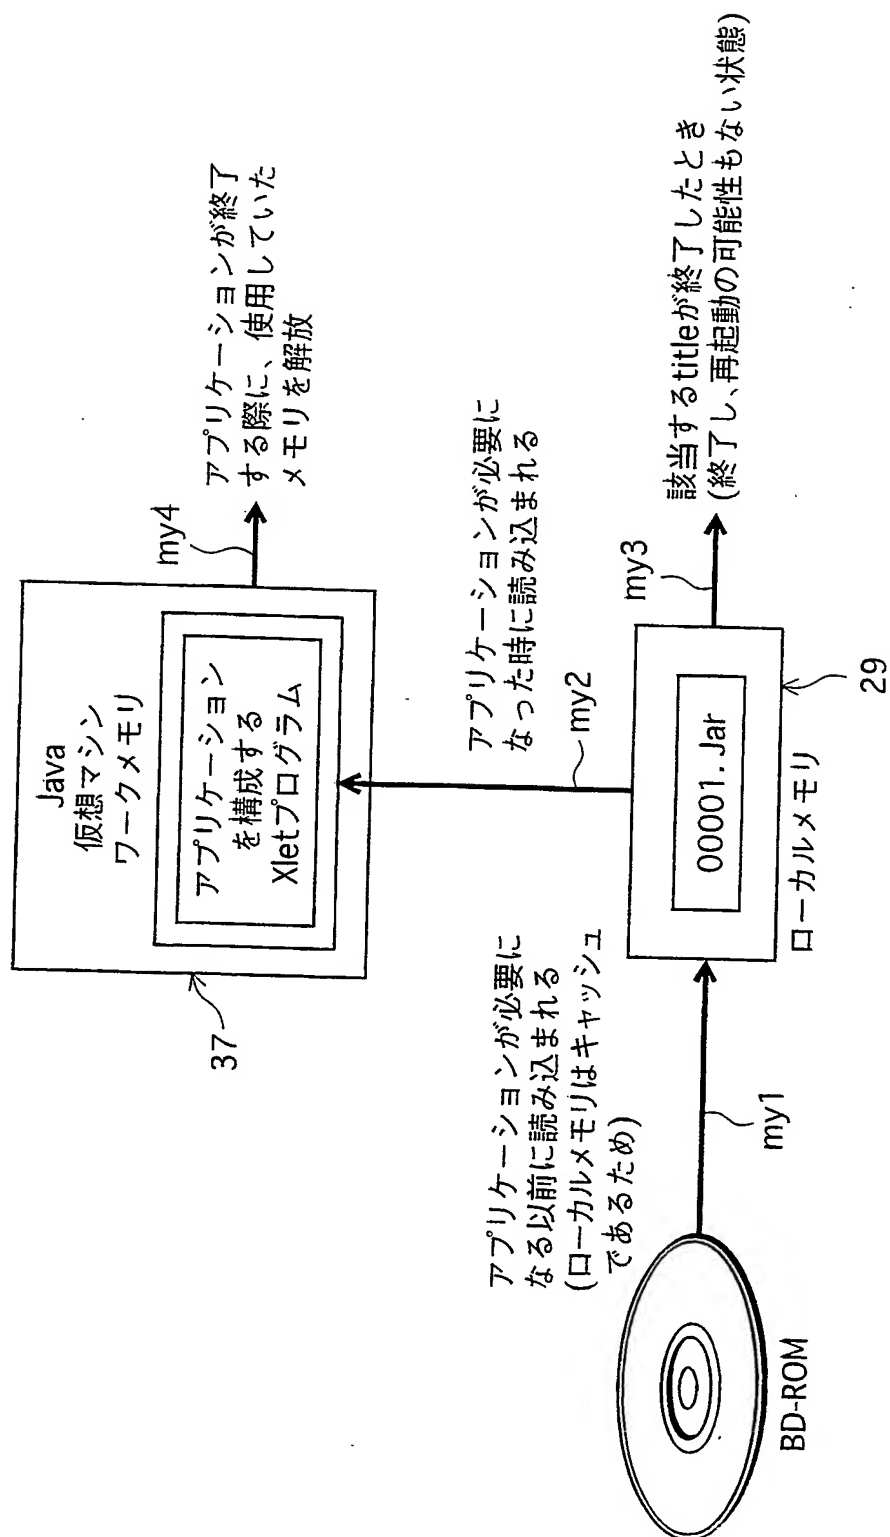 Java
仮想マシン
ワークメモリ
アプリケーション
を構成する
Xletプログラム
37
my4
アプリケーションが終了
する際に、使用していた
メモリを解放
アプリケーションが必要に
なった時に読み込まれる
my2
アプリケーションが必要に
なる以前に読み込まれる
(ローカルメモリはキャッシュ
であるため)
my1
BD-ROM
00001.Jar
ローカルメモリ
29
my3
該当するtitleが終了したとき
(終了し、再起動の可能性もない状態)